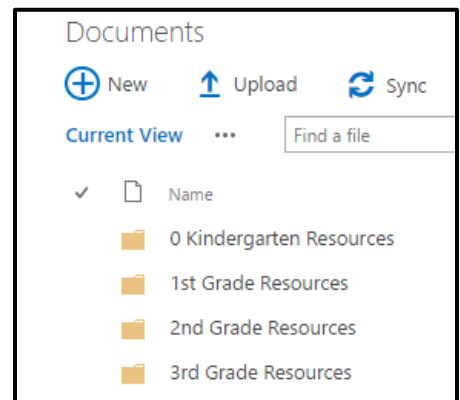 Documents
New Upload Sync
Current View ••• Find a file
Name
0 Kindergarten Resources
1st Grade Resources
2nd Grade Resources
3rd Grade Resources